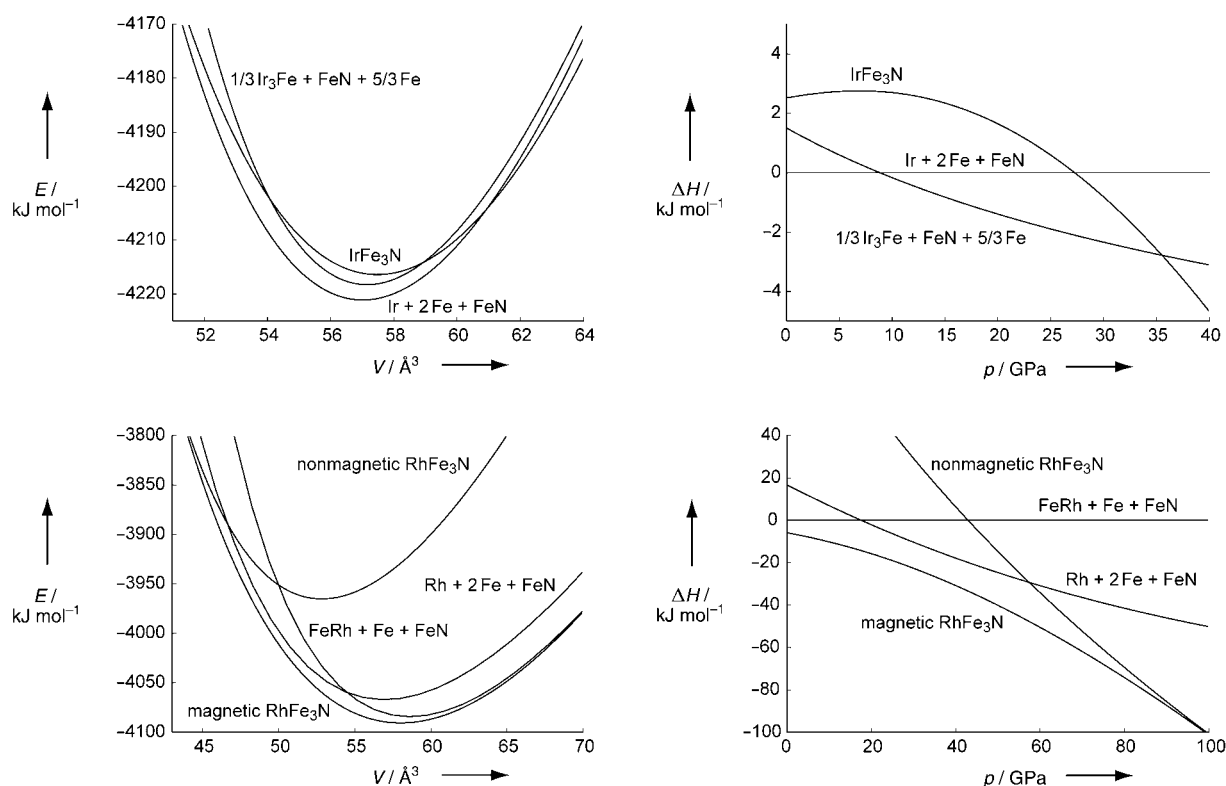 −4170
−4180
−4190
−4200
−4210
−4220
E /
kJ mol−1
1/3 Ir3Fe + FeN + 5/3 Fe
IrFe3N
Ir + 2 Fe + FeN
52 54 56 58 60 62 64
V / Å3
4
2
0
−2
−4
ΔH /
kJ mol−1
IrFe3N
Ir + 2 Fe + FeN
1/3 Ir3Fe + FeN + 5/3 Fe
0 5 10 15 20 25 30 35 40
p / GPa
−3800
−3850
−3900
−3950
−4000
−4050
−4100
E /
kJ mol−1
nonmagnetic RhFe3N
Rh + 2 Fe + FeN
FeRh + Fe + FeN
magnetic RhFe3N
45 50 55 60 65 70
V / Å3
40
20
0
−20
−40
−60
−80
−100
ΔH /
kJ mol−1
nonmagnetic RhFe3N
FeRh + Fe + FeN
Rh + 2 Fe + FeN
magnetic RhFe3N
0 20 40 60 80 100
p / GPa